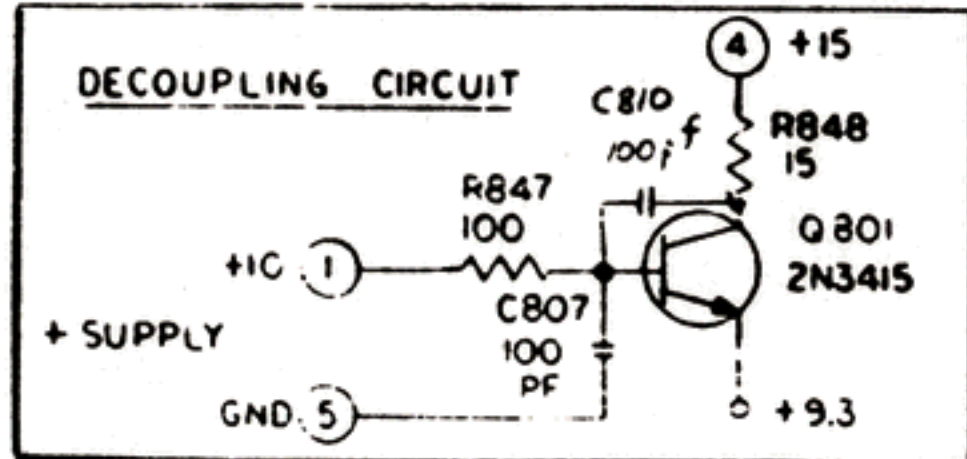 4 +15
DECOUPLING CIRCUIT
C810
R848
15
R847
100
Q801
2N3415
1
C807
100
PF
+ SUPPLY
GND 5
+9.3